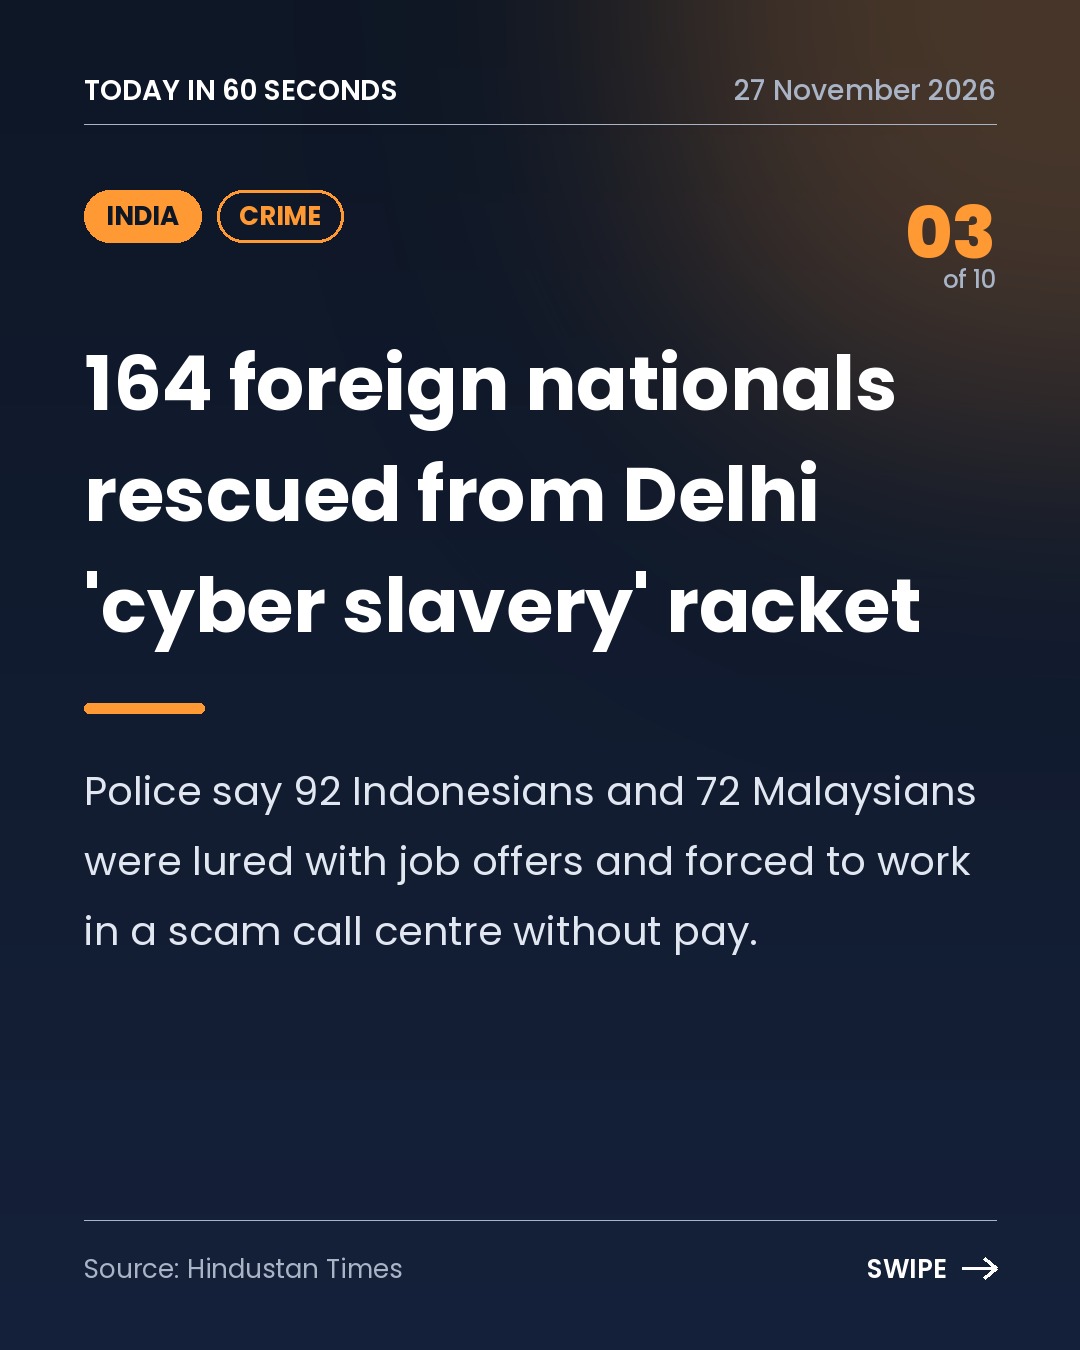 TODAY IN 60 SECONDS
27 November 2026
INDIA
CRIME
03
of 10
164 foreign nationals
rescued from Delhi
'cyber slavery' racket
Police say 92 Indonesians and 72 Malaysians
were lured with job offers and forced to work
in a scam call centre without pay.
Source: Hindustan Times
SWIPE →